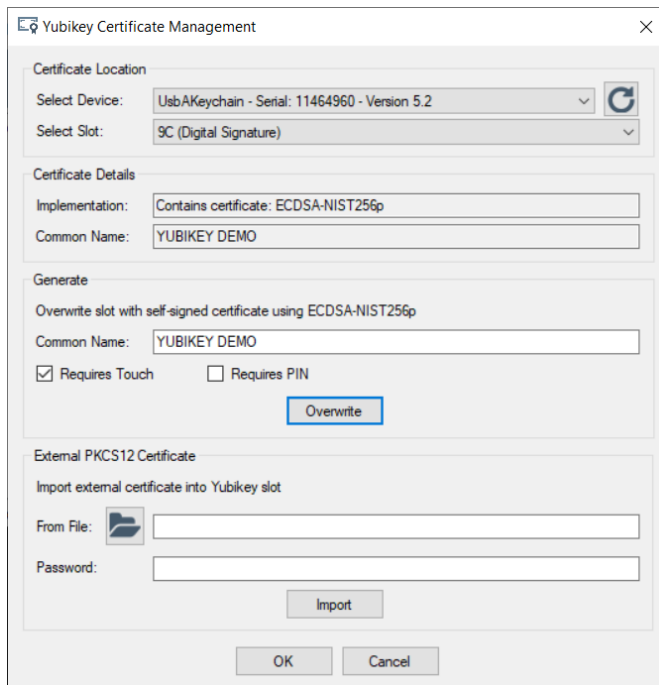 Yubikey Certificate Management
Certificate Location
Select Device: UsbAKeychain - Serial: 11464960 - Version 5.2
Select Slot: 9C (Digital Signature)
Certificate Details
Implementation: Contains certificate: ECDSA-NIST256p
Common Name: YUBIKEY DEMO
Generate
Overwrite slot with self-signed certificate using ECDSA-NIST256p
Common Name: YUBIKEY DEMO
Requires Touch Requires PIN
Overwrite
External PKCS12 Certificate
Import external certificate into Yubikey slot
From File:
Password:
Import
OK Cancel